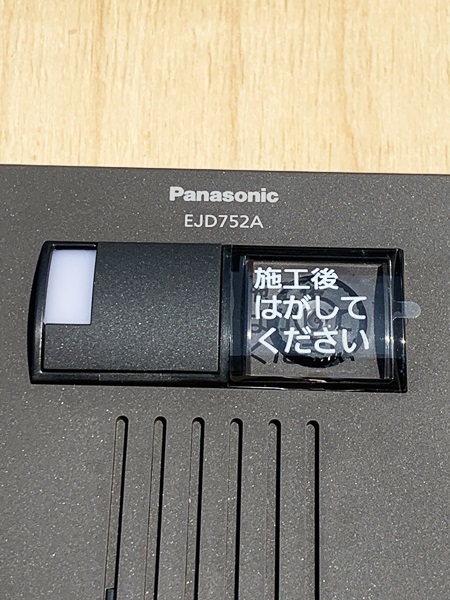 Panasonic
EJD752A
施工後
はがして
ください